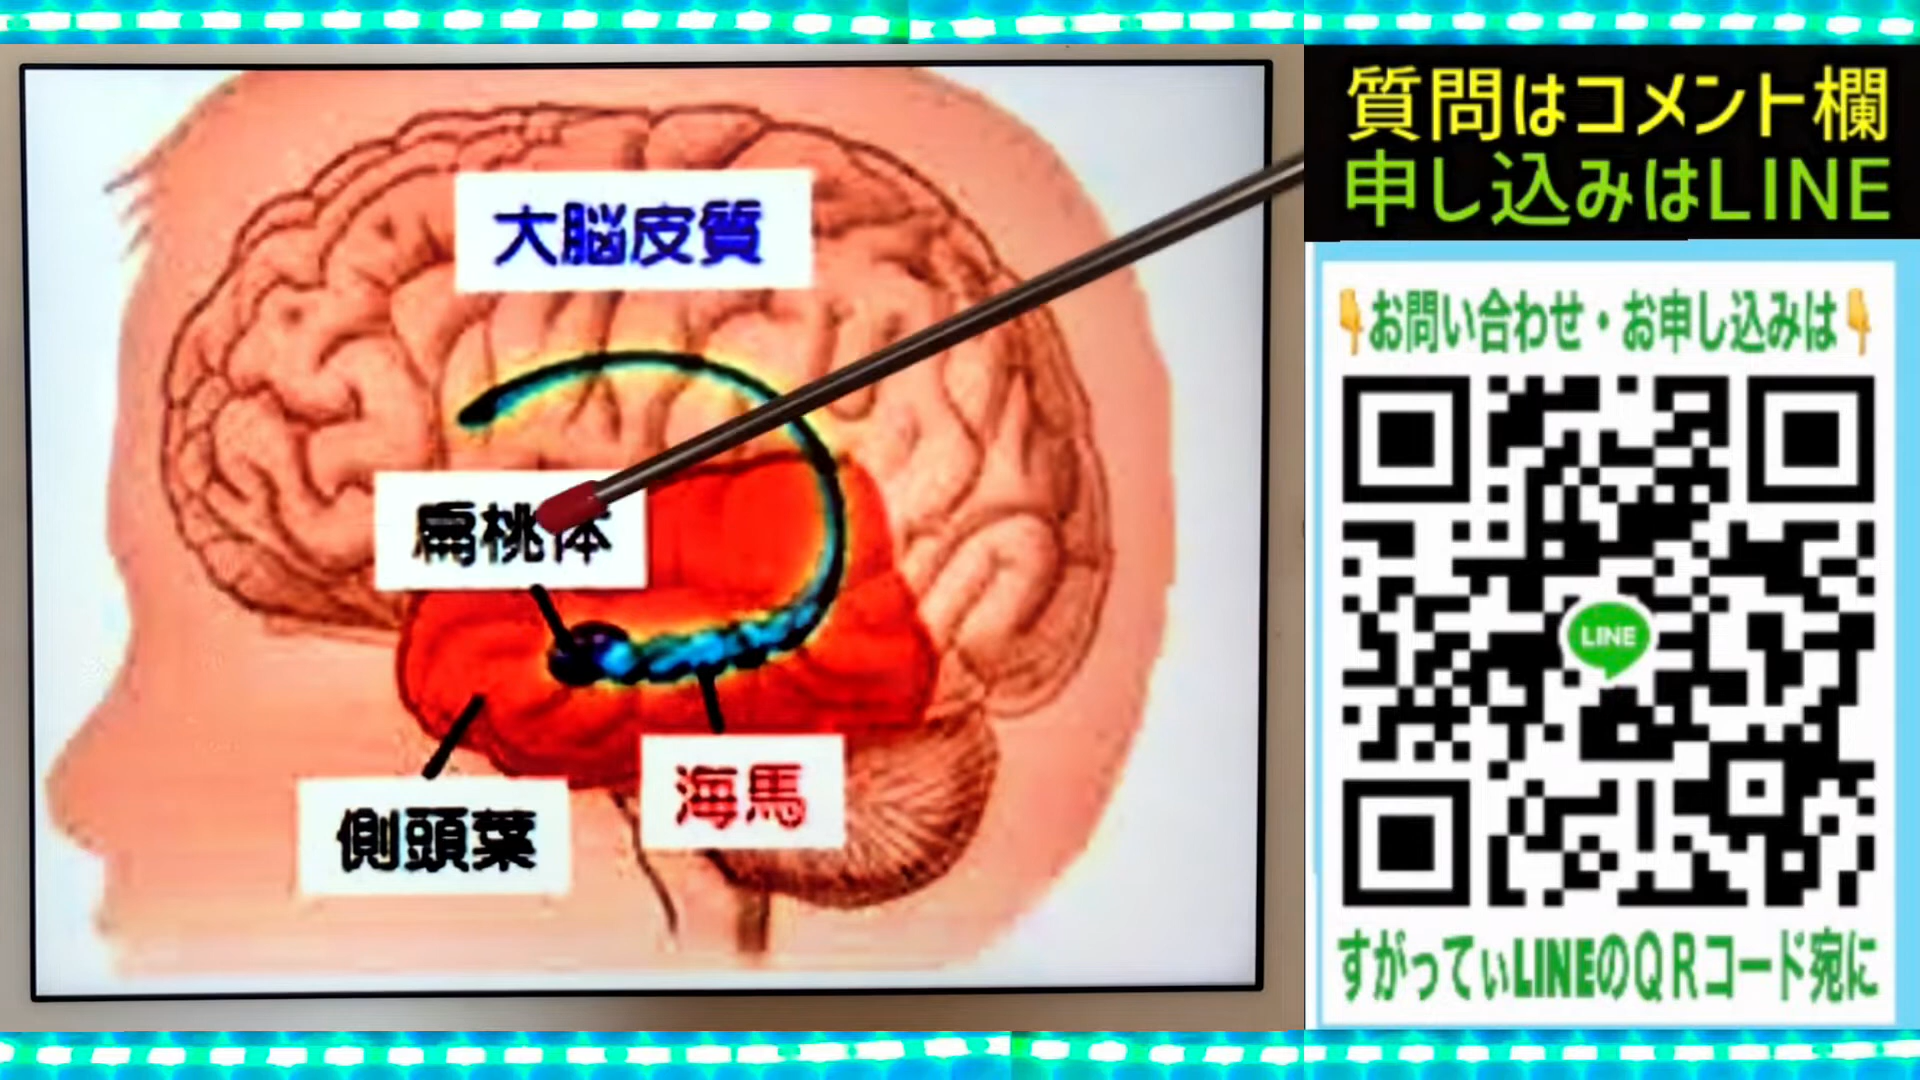 大脳皮質
扁桃体
側頭葉
海馬
質問はコメント欄
申し込みはLINE
👇お問い合わせ・お申し込みは👇
LINE
すがってぃLINEのQRコード宛に